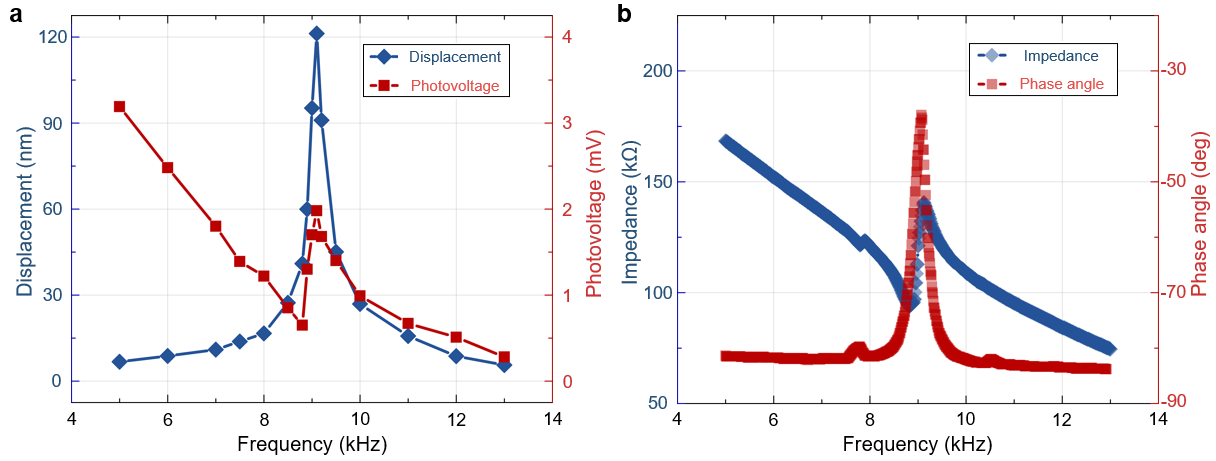 a
Displacement (nm)
120
90
60
30
0
4
6
8
10
12
14
Frequency (kHz)
4
3
2
1
0
Photovoltage (mV)
Displacement
Photovoltage
b
Impedance (kΩ)
200
150
100
50
4
6
8
10
12
14
Frequency (kHz)
-30
-50
-70
-90
Phase angle (deg)
Impedance
Phase angle